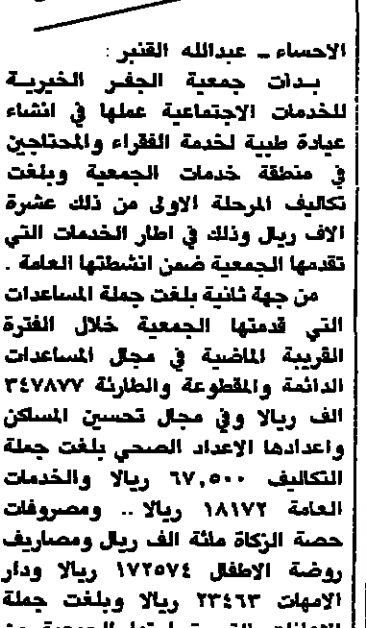 الاحساء ــ عبدالله القنبر :
بـدات جمعية الجفـر الخيريـة
للخدمات الاجتماعية عملها في انشاء
عيادة طبية لخدمة الفقراء والمحتاجين
في منطقة خدمات الجمعية وبلغت
تكاليف المرحلة الاولى من ذلك عشرة
الاف ريال وذلك في اطار الخدمات التي
تقدمها الجمعية ضمن انشطتها العامة .
من جهة ثانية بلغت جملة المساعدات
التي قدمتها الجمعية خلال الفترة
القريبة الماضية في مجال المساعدات
الدائمة والمقطوعة والطارئة ٣٤٧٨٧٧
الف ريالا وفي مجال تحسين المساكن
واعدادها الاعداد الصحي بلغت جملة
التكاليف ٦٧,٥٠٠ ريالا والخدمات
العامة ١٨١٧٢ ريالا .. ومصروفات
حصة الزكاة مائة الف ريال ومصاريف
روضة الاطفال ١٧٢٥٧٤ ريالا ودار
الامهات ٢٣٤٦٣ ريالا وبلغت جملة